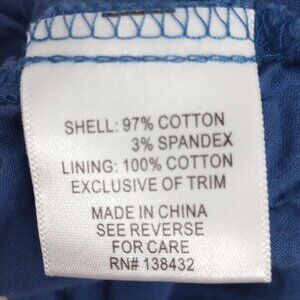 SHELL: 97% COTTON
3% SPANDEX
LINING: 100% COTTON
EXCLUSIVE OF TRIM
MADE IN CHINA
SEE REVERSE
FOR CARE
RN# 138432